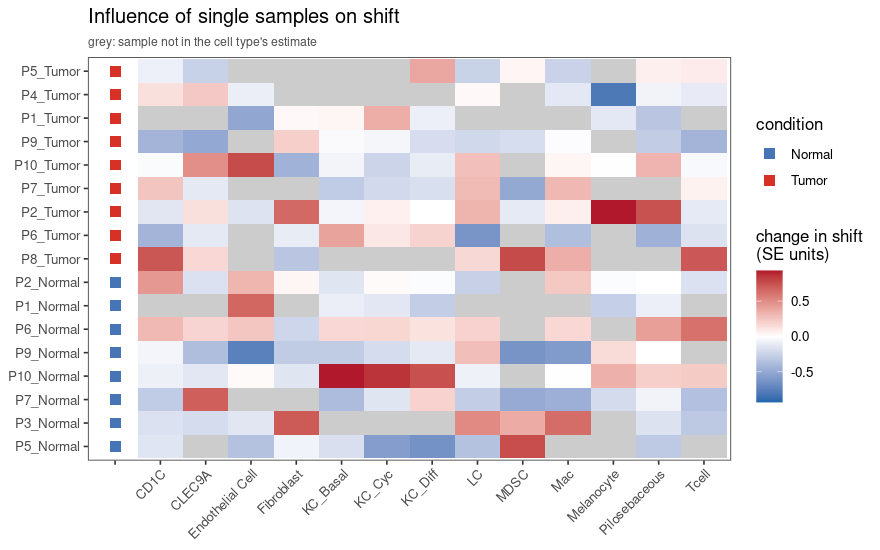 Influence of single samples on shift
grey: sample not in the cell type's estimate
P5_Tumor
P4_Tumor
P1_Tumor
P9_Tumor
P10_Tumor
P7_Tumor
P2_Tumor
P6_Tumor
P8_Tumor
P2_Normal
P1_Normal
P6_Normal
P9_Normal
P10_Normal
P7_Normal
P3_Normal
P5_Normal
CD1C
CLEC9A
Endothelial Cell
Fibroblast
KC_Basal
KC_Cyc
KC_Diff
LC
MDSC
Mac
Melanocyte
Pilosebaceous
Tcell
condition
Normal
Tumor
change in shift
(SE units)
0.5
0.0
-0.5